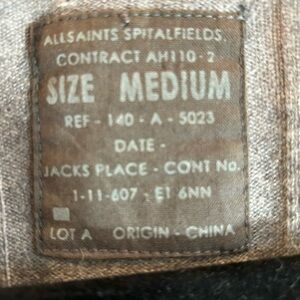 ALLSAINTS SPITALFIELDS
CONTRACT AH110-2
SIZE MEDIUM
REF - 140 - A - 5023
DATE -
JACKS PLACE - CONT No.
1-11-607 - E1 6NN
LOT A ORIGIN - CHINA